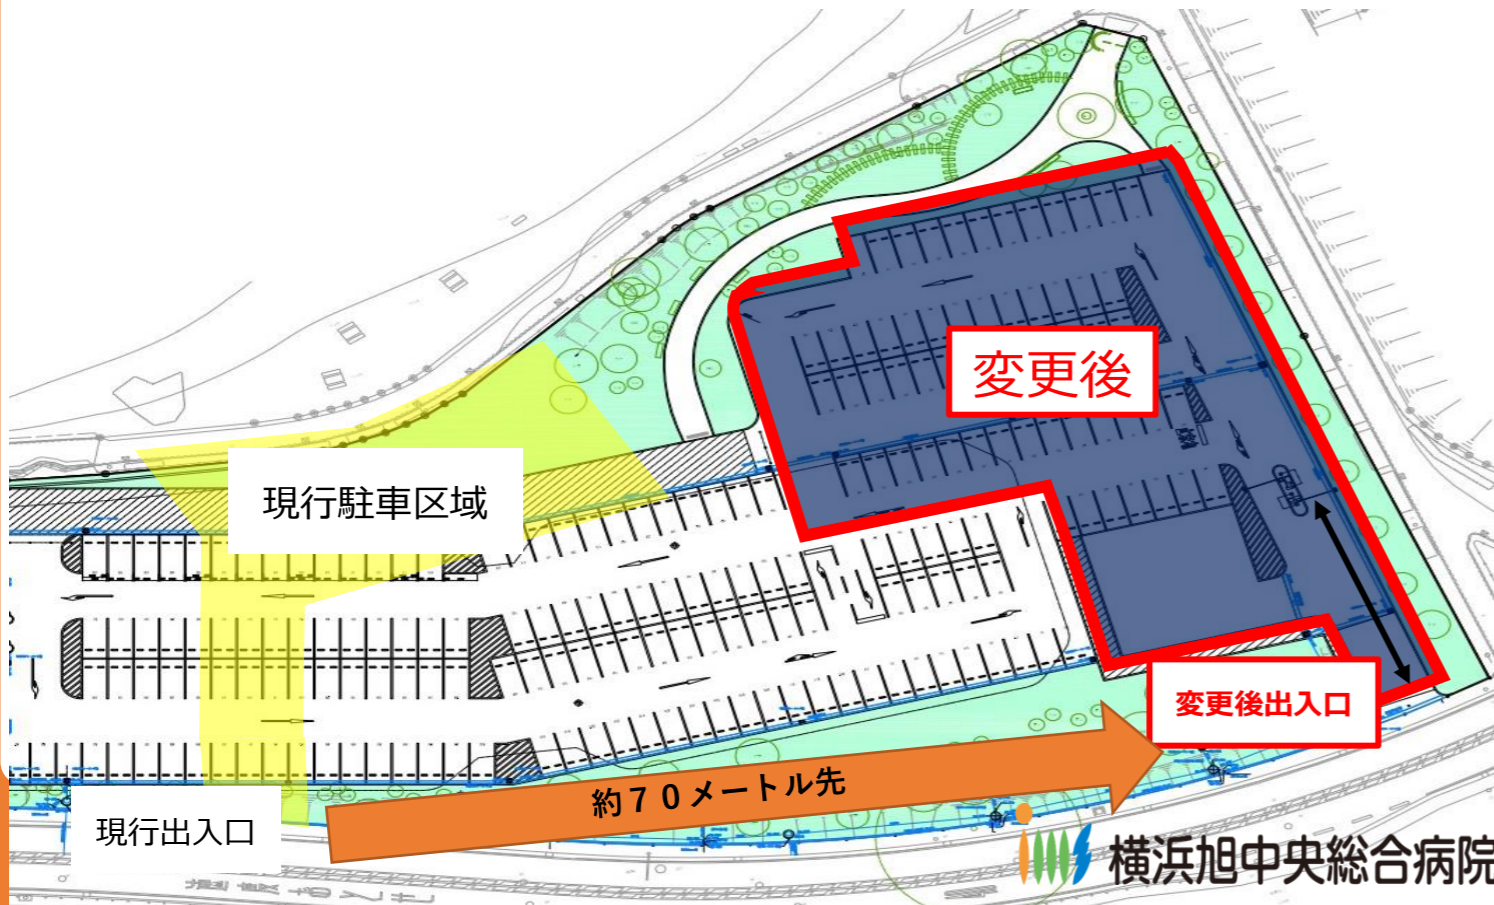 変更後
現行駐車区域
変更後出入口
約７０メートル先
現行出入口
横浜旭中央総合病院